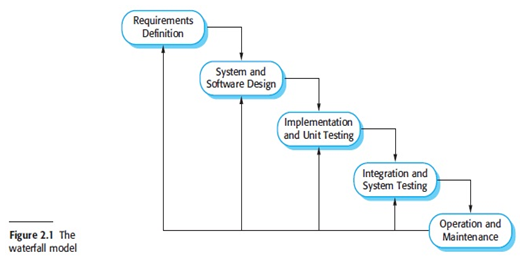 Requirements
Definition
System and
Software Design
Implementation
and Unit Testing
Integration and
System Testing
Operation and
Maintenance
Figure 2.1 The
waterfall model